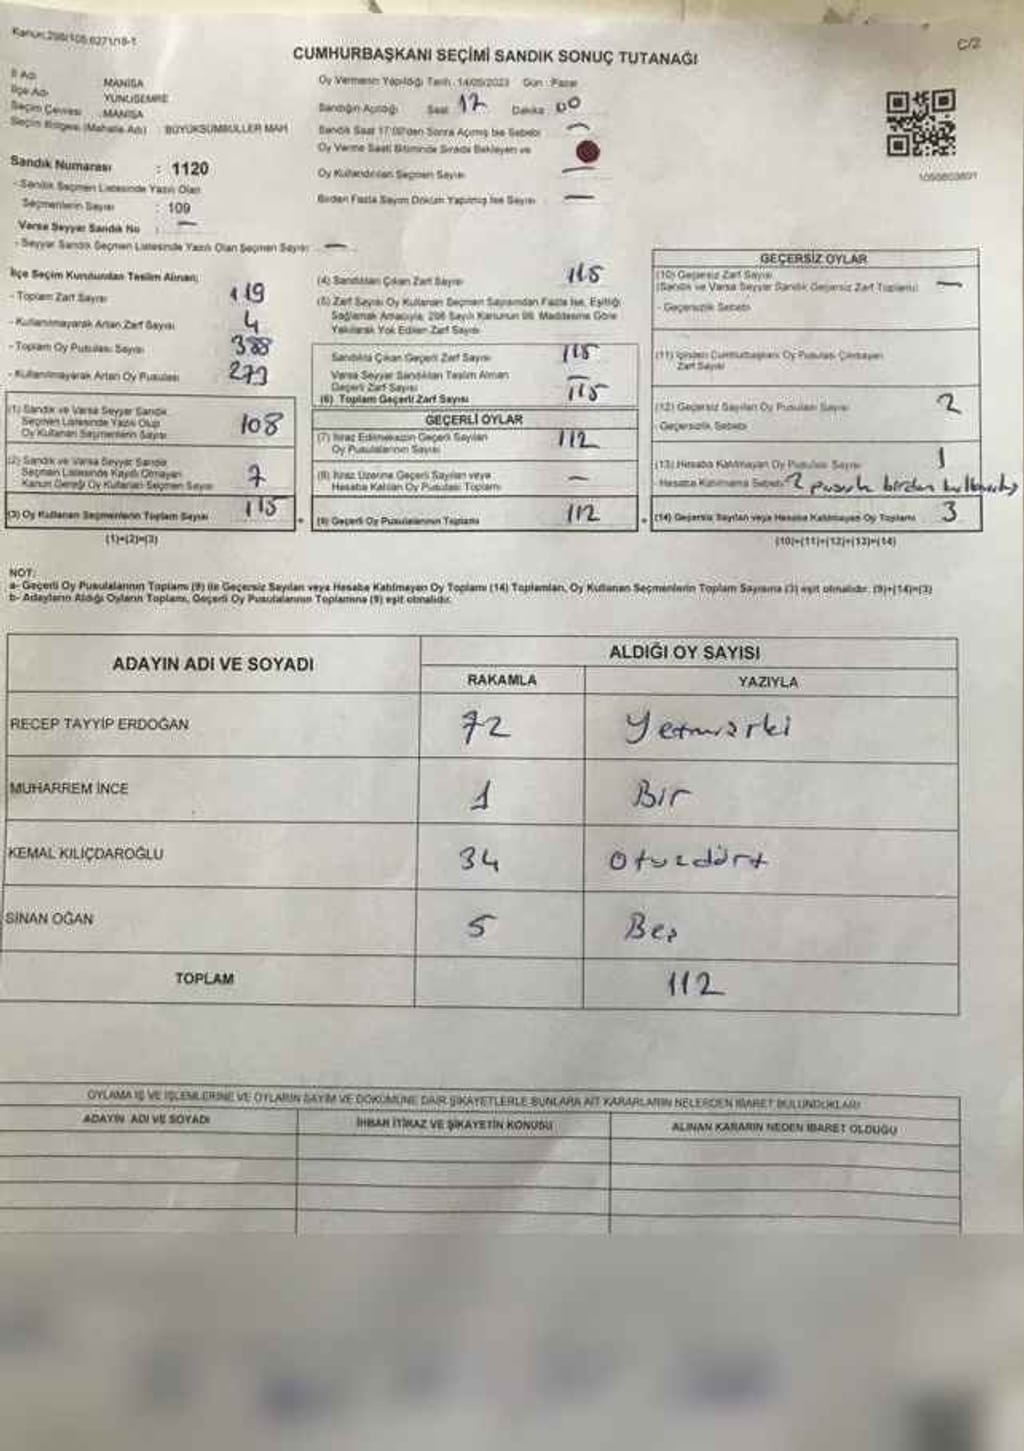 Kanun:298/105;6271/18-1
C/2
CUMHURBAŞKANI SEÇİMİ SANDIK SONUÇ TUTANAĞI
İl Adı MANİSA
İlçe Adı YUNUSEMRE
Seçim Çevresi MANİSA
Seçim Bölgesi (Mahalle Adı) BÜYÜKSÜMBÜLLER MAH
Sandık Numarası : 1120
- Sandık Seçmen Listesinde Yazılı Olan
Seçmenlerin Sayısı : 109
Varsa Seyyar Sandık No : —
- Seyyar Sandık Seçmen Listesinde Yazılı Olan Seçmen Sayısı : —
Oy Vermenin Yapıldığı Tarih : 14/05/2023 Gün : Pazar
Sandığın Açıldığı Saat 17 Dakika 00
Sandık Saat 17:00'den Sonra Açılmış İse Sebebi —
Oy Verme Saati Bitiminde Sırada Bekleyen ve
Oy Kullandırılan Seçmen Sayısı —
Birden Fazla Sayım Döküm Yapılmış İse Sayısı —
İlçe Seçim Kurulundan Teslim Alınan;
- Toplam Zarf Sayısı 119
- Kullanılmayarak Artan Zarf Sayısı 4
- Toplam Oy Pusulası Sayısı 388
- Kullanılmayarak Artan Oy Pusulası 273
(1) Sandık ve Varsa Seyyar Sandık
Seçmen Listesinde Yazılı Olup
Oy Kullanan Seçmenlerin Sayısı 108
(2) Sandık ve Varsa Seyyar Sandık
Seçmen Listesinde Kayıtlı Olmayan
Kanun Gereği Oy Kullanan Seçmen Sayısı 7
(3) Oy Kullanan Seçmenlerin Toplam Sayısı 115
(1)+(2)=(3)
(4) Sandıktan Çıkan Zarf Sayısı 115
(5) Zarf Sayısı Oy Kullanan Seçmen Sayısından Fazla İse, Eşitliği
Sağlamak Amacıyla, 298 Sayılı Kanunun 98. Maddesine Göre
Yakılarak Yok Edilen Zarf Sayısı
Sandıkta Çıkan Geçerli Zarf Sayısı 115
Varsa Seyyar Sandıktan Teslim Alınan
Geçerli Zarf Sayısı —
(6) Toplam Geçerli Zarf Sayısı 115
GEÇERLİ OYLAR
(7) İtiraz Edilmeksizin Geçerli Sayılan
Oy Pusulalarının Sayısı 112
(8) İtiraz Üzerine Geçerli Sayılan veya
Hesaba Katılan Oy Pusulası Toplamı —
(9) Geçerli Oy Pusulalarının Toplamı 112
GEÇERSİZ OYLAR
(10) Geçersiz Zarf Sayısı
(Sandık ve Varsa Seyyar Sandık Geçersiz Zarf Toplamı) —
- Geçersizlik Sebebi
(11) İçinden Cumhurbaşkanı Oy Pusulası Çıkmayan
Zarf Sayısı
(12) Geçersiz Sayılan Oy Pusulası Sayısı 2
- Geçersizlik Sebebi
(13) Hesaba Katılmayan Oy Pusulası Sayısı 1
- Hesaba Katılmama Sebebi 2 pusula birden
(14) Geçersiz Sayılan veya Hesaba Katılmayan Oy Toplamı 3
(10)+(11)+(12)+(13)=(14)
NOT:
a- Geçerli Oy Pusulalarının Toplamı (9) ile Geçersiz Sayılan veya Hesaba Katılmayan Oy Toplamı (14) Toplamları, Oy Kullanan Seçmenlerin Toplam Sayısına (3) eşit olmalıdır. (9)+(14)=(3)
b- Adayların Aldığı Oyların Toplamı, Geçerli Oy Pusulalarının Toplamına (9) eşit olmalıdır.
ADAYIN ADI VE SOYADI
ALDIĞI OY SAYISI
RAKAMLA YAZIYLA
RECEP TAYYİP ERDOĞAN 72 Yetmişiki
MUHARREM İNCE 1 Bir
KEMAL KILIÇDAROĞLU 34 Otuzdört
SİNAN OĞAN 5 Beş
TOPLAM 112
OYLAMA İŞ VE İŞLEMLERİNE VE OYLARIN SAYIM VE DÖKÜMÜNE DAİR ŞİKAYETLERLE BUNLARA AİT KARARLARIN NELERDEN İBARET BULUNDUKLARI
ADAYIN ADI VE SOYADI İHBAR İTİRAZ VE ŞİKAYETİN KONUSU ALINAN KARARIN NEDEN İBARET OLDUĞU